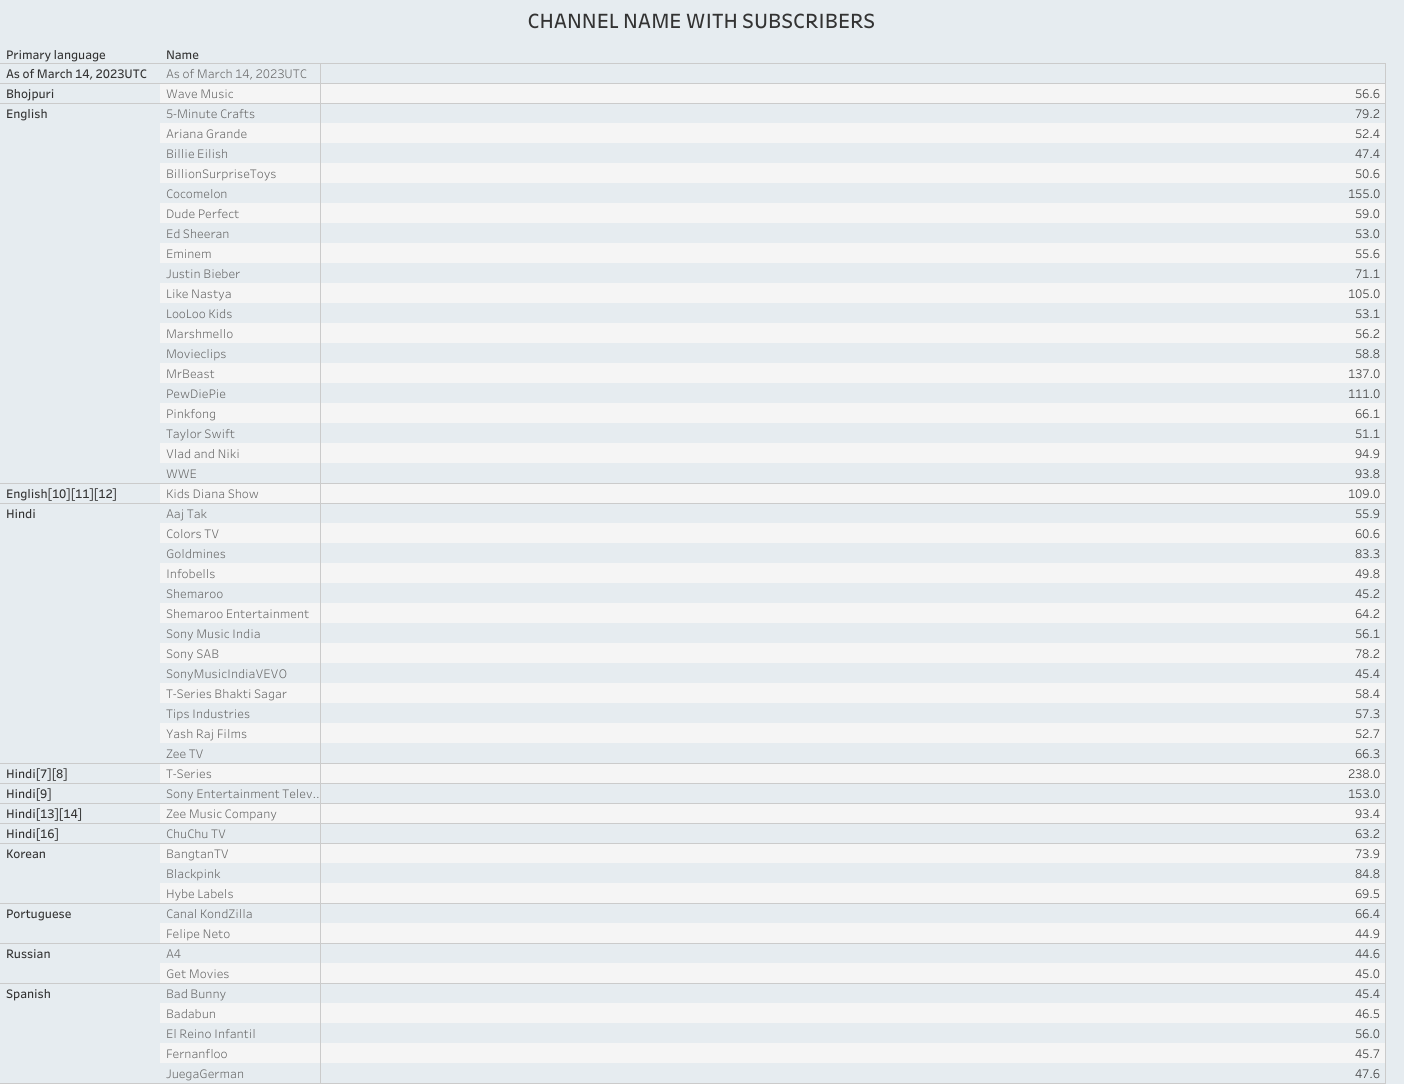 CHANNEL NAME WITH SUBSCRIBERS
Primary language Name
As of March 14, 2023UTC As of March 14, 2023UTC
Bhojpuri Wave Music 56.6
English 5-Minute Crafts 79.2
Ariana Grande 52.4
Billie Eilish 47.4
BillionSurpriseToys 50.6
Cocomelon 155.0
Dude Perfect 59.0
Ed Sheeran 53.0
Eminem 55.6
Justin Bieber 71.1
Like Nastya 105.0
LooLoo Kids 53.1
Marshmello 56.2
Movieclips 58.8
MrBeast 137.0
PewDiePie 111.0
Pinkfong 66.1
Taylor Swift 51.1
Vlad and Niki 94.9
WWE 93.8
English[10][11][12] Kids Diana Show 109.0
Hindi Aaj Tak 55.9
Colors TV 60.6
Goldmines 83.3
Infobells 49.8
Shemaroo 45.2
Shemaroo Entertainment 64.2
Sony Music India 56.1
Sony SAB 78.2
SonyMusicIndiaVEVO 45.4
T-Series Bhakti Sagar 58.4
Tips Industries 57.3
Yash Raj Films 52.7
Zee TV 66.3
Hindi[7][8] T-Series 238.0
Hindi[9] Sony Entertainment Telev.. 153.0
Hindi[13][14] Zee Music Company 93.4
Hindi[16] ChuChu TV 63.2
Korean BangtanTV 73.9
Blackpink 84.8
Hybe Labels 69.5
Portuguese Canal KondZilla 66.4
Felipe Neto 44.9
Russian A4 44.6
Get Movies 45.0
Spanish Bad Bunny 45.4
Badabun 46.5
El Reino Infantil 56.0
Fernanfloo 45.7
JuegaGerman 47.6